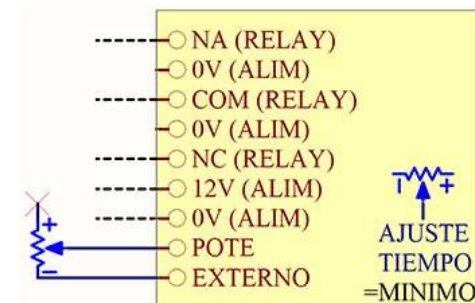 NA (RELAY)
0V (ALIM)
COM (RELAY)
0V (ALIM)
NC (RELAY)
12V (ALIM)
0V (ALIM)
POTE
EXTERNO
+
-
- +
AJUSTE
TIEMPO
=MINIMO